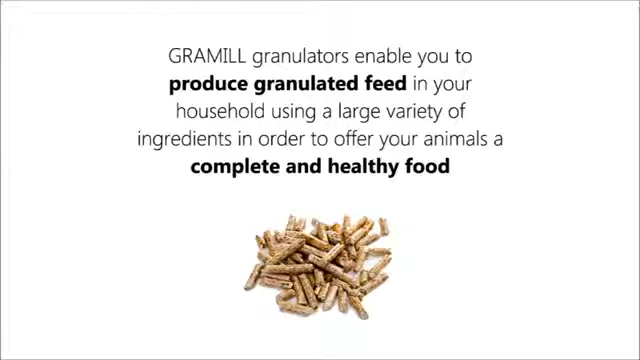 GRAMILL granulators enable you to
produce granulated feed in your
household using a large variety of
ingredients in order to offer your animals a
complete and healthy food